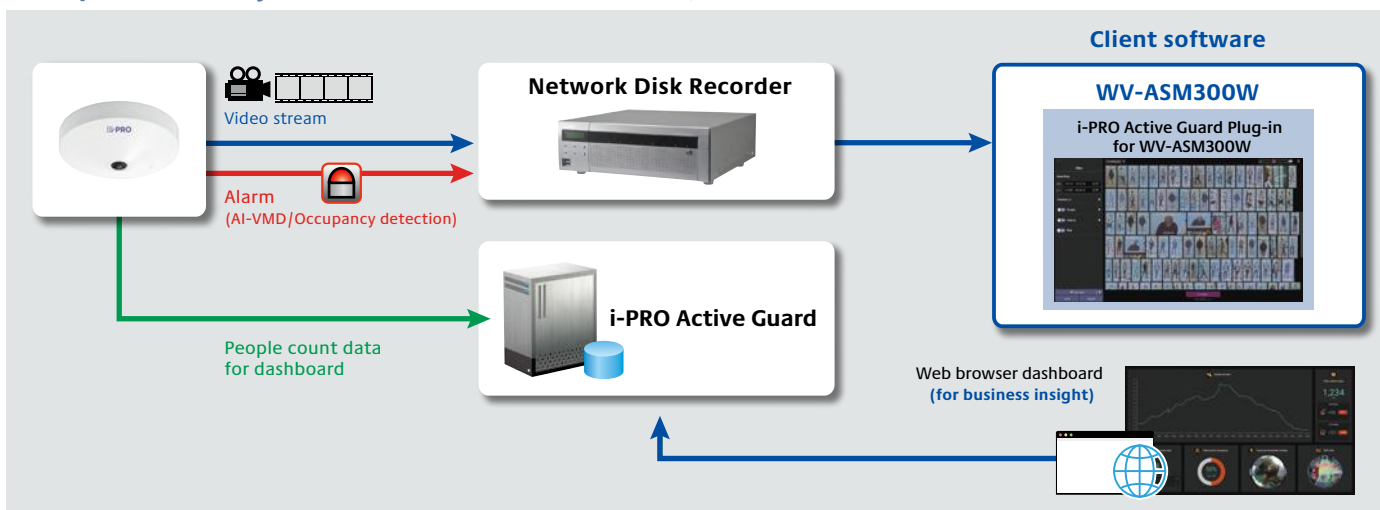 Client software
i-PRO
Video stream
Alarm
(AI-VMD/Occupancy detection)
People count data
for dashboard
Network Disk Recorder
i-PRO Active Guard
WV-ASM300W
i-PRO Active Guard Plug-in
for WV-ASM300W
Web browser dashboard
(for business insight)
1,234